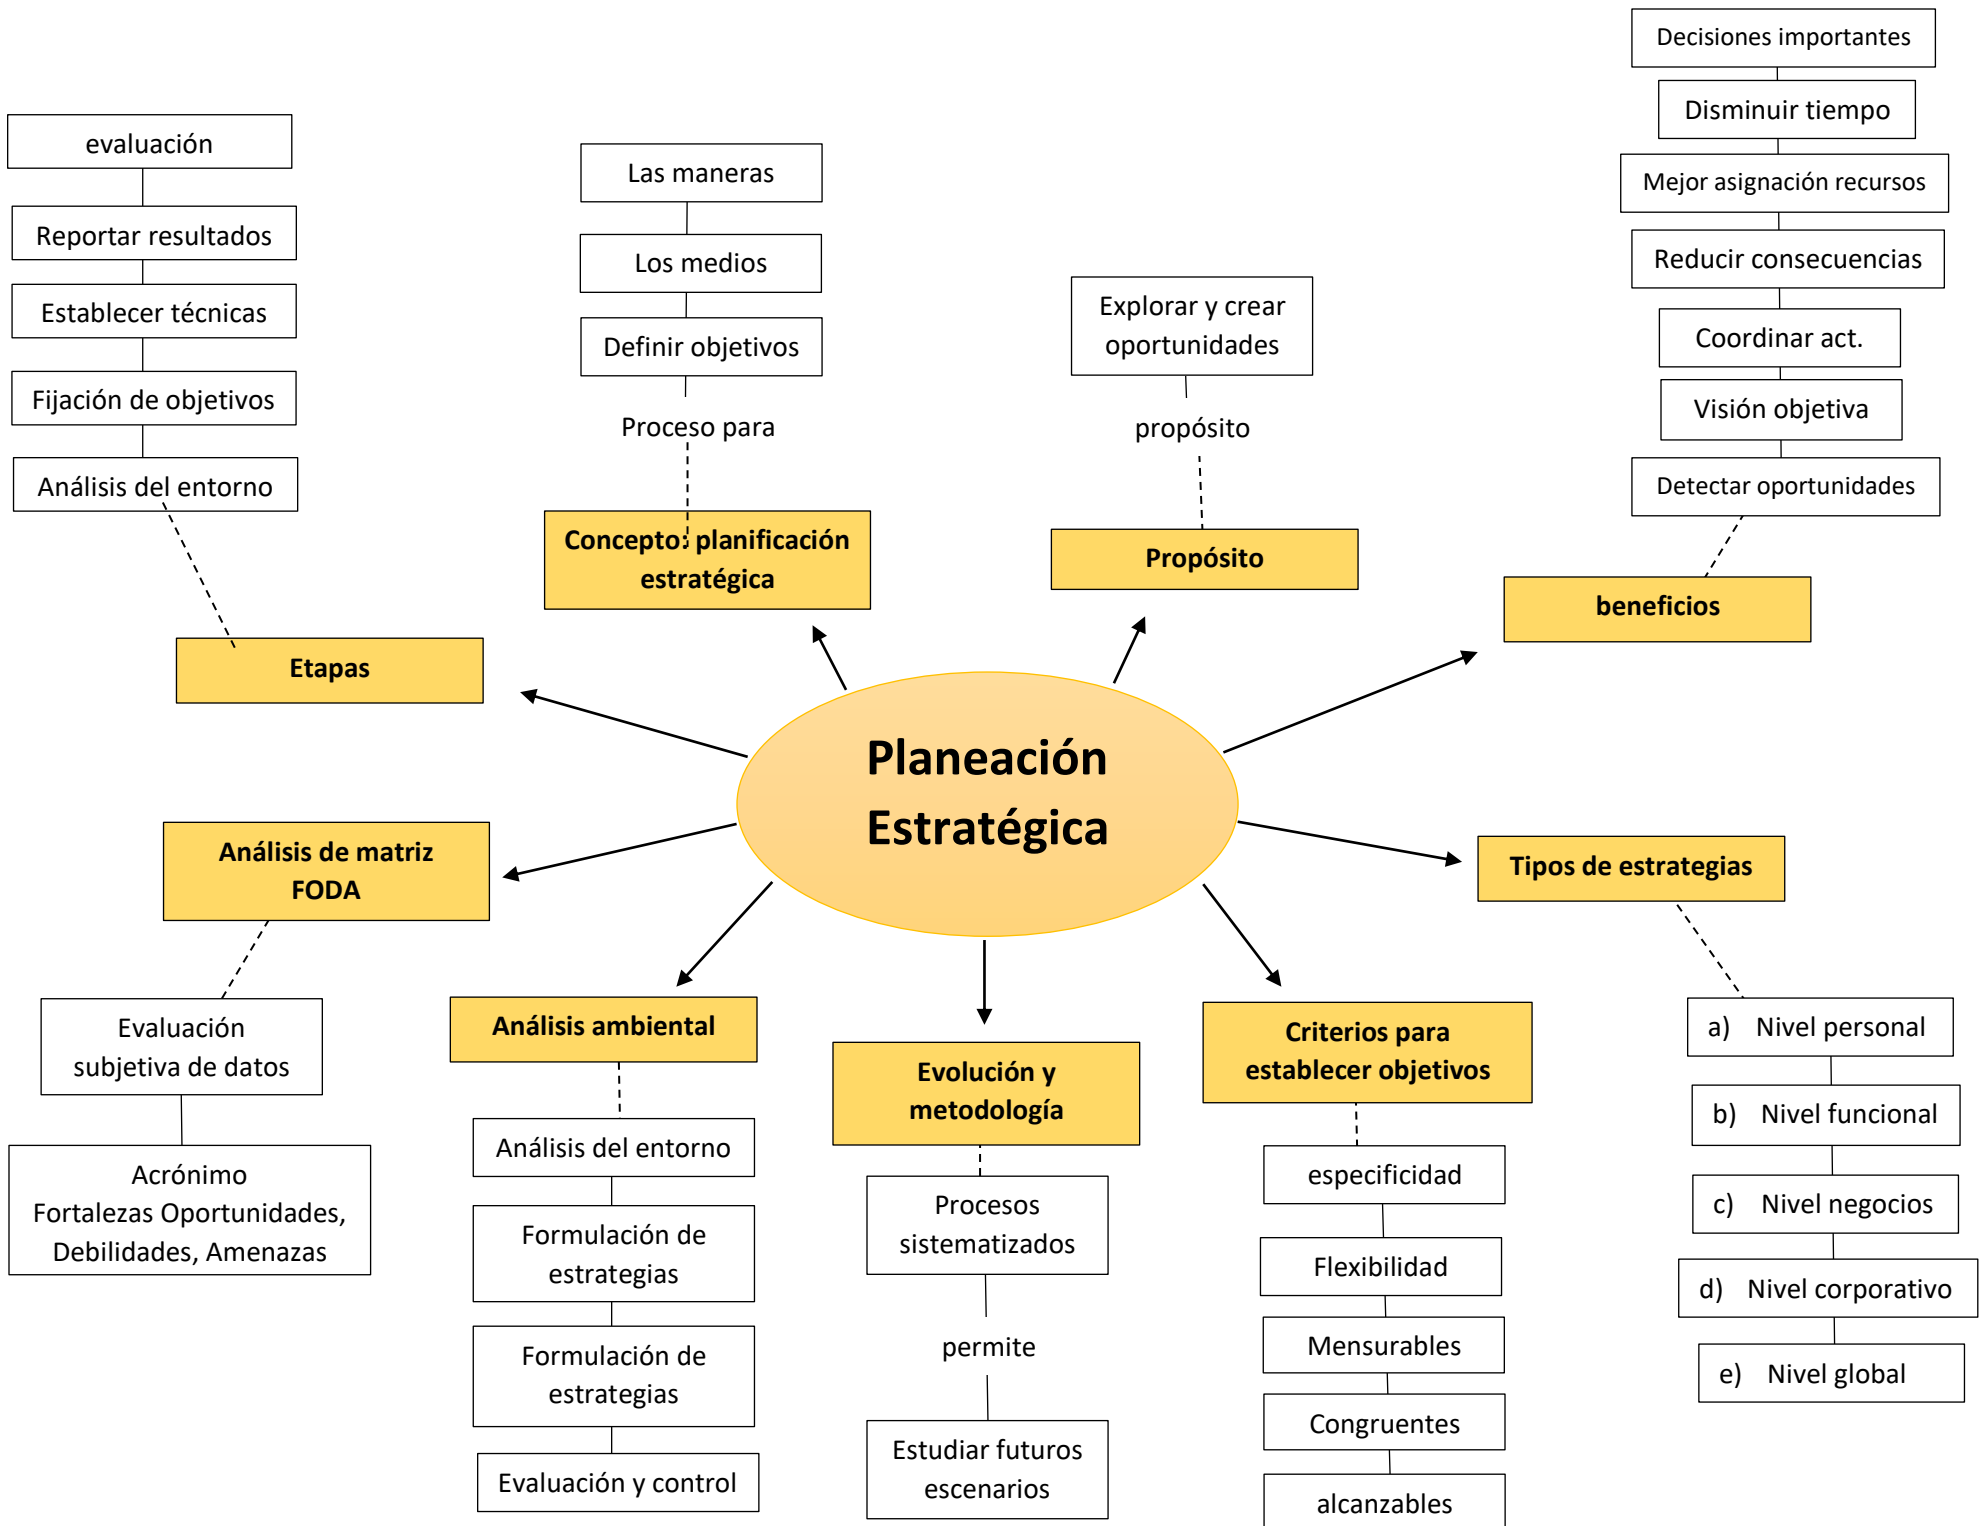 evaluación
Reportar resultados
Establecer técnicas
Fijación de objetivos
Análisis del entorno
Etapas
Las maneras
Los medios
Definir objetivos
Proceso para
Concepto: planificación
estratégica
Explorar y crear
oportunidades
propósito
Propósito
Decisiones importantes
Disminuir tiempo
Mejor asignación recursos
Reducir consecuencias
Coordinar act.
Visión objetiva
Detectar oportunidades
beneficios
Planeación
Estratégica
Análisis de matriz
FODA
Evaluación
subjetiva de datos
Acrónimo
Fortalezas Oportunidades,
Debilidades, Amenazas
Análisis ambiental
Análisis del entorno
Formulación de
estrategias
Formulación de
estrategias
Evaluación y control
Evolución y
metodología
Procesos
sistematizados
permite
Estudiar futuros
escenarios
Criterios para
establecer objetivos
especificidad
Flexibilidad
Mensurables
Congruentes
alcanzables
Tipos de estrategias
a) Nivel personal
b) Nivel funcional
c) Nivel negocios
d) Nivel corporativo
e) Nivel global